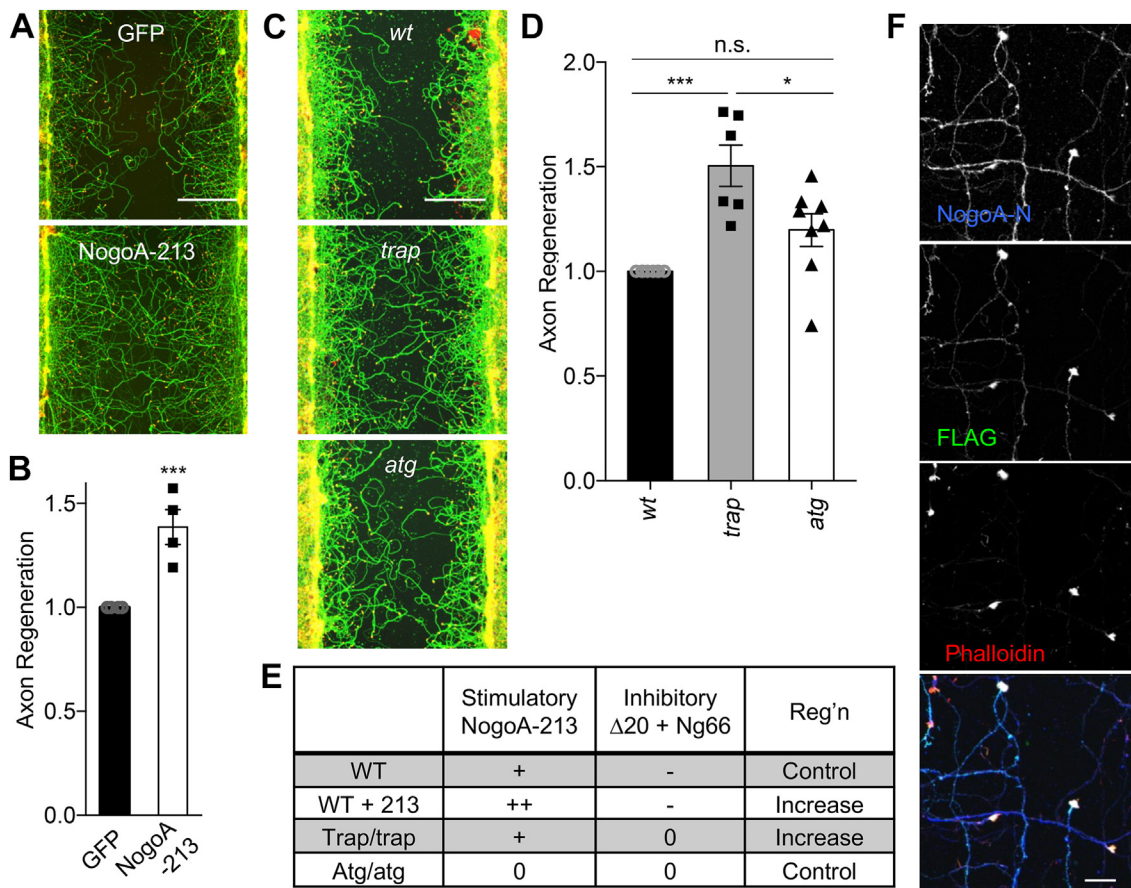 A
GFP
NogoA-213
B
***
Axon Regeneration
1.5
1.0
0.5
0.0
GFP
NogoA
-213
C
wt
trap
atg
D
n.s.
***
*
Axon Regeneration
2.0
1.5
1.0
0.5
0.0
wt
trap
atg
E
Stimulatory
NogoA-213
Inhibitory
Δ20 + Ng66
Reg'n
WT + - Control
WT + 213 ++ - Increase
Trap/trap + 0 Increase
Atg/atg 0 0 Control
F
NogoA-N
FLAG
Phalloidin